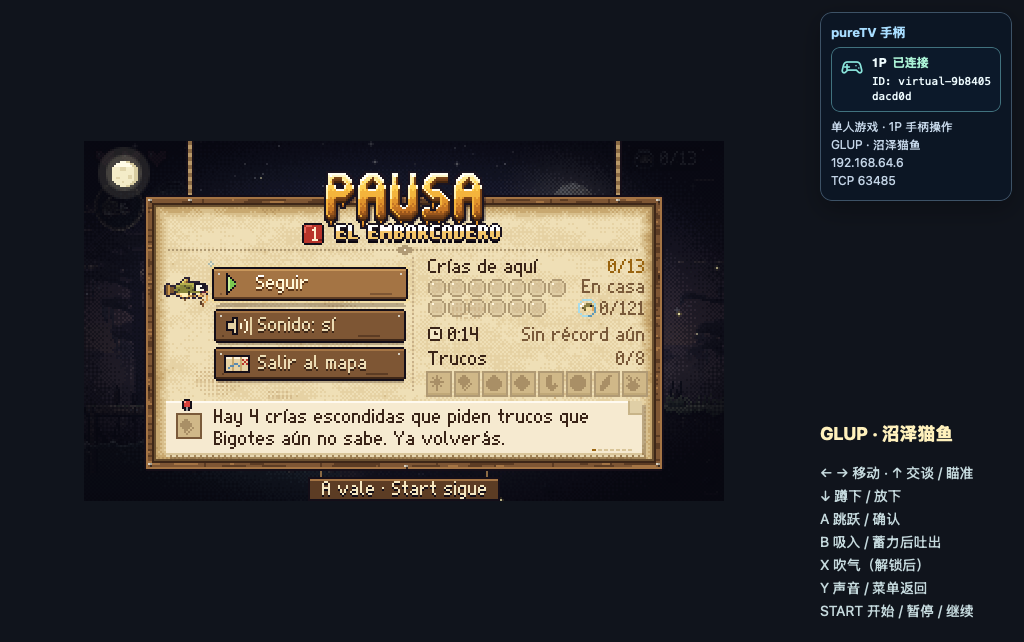 pureTV 手柄
1P 已连接
ID: virtual-9b8405
dacd0d
单人游戏 · 1P 手柄操作
GLUP · 沼泽猫鱼
192.168.64.6
TCP 63485
0/13
PAUSA
1 EL EMBARCADERO
Seguir
Sonido: sí
Salir al mapa
Crías de aquí 0/13
En casa
0/121
0:14 Sin récord aún
Trucos 0/8
Hay 4 crías escondidas que piden trucos que
Bigotes aún no sabe. Ya volverás.
A vale · Start sigue
GLUP · 沼泽猫鱼
← → 移动 · ↑ 交谈 / 瞄准
↓ 蹲下 / 放下
A 跳跃 / 确认
B 吸入 / 蓄力后吐出
X 吹气（解锁后）
Y 声音 / 菜单返回
START 开始 / 暂停 / 继续